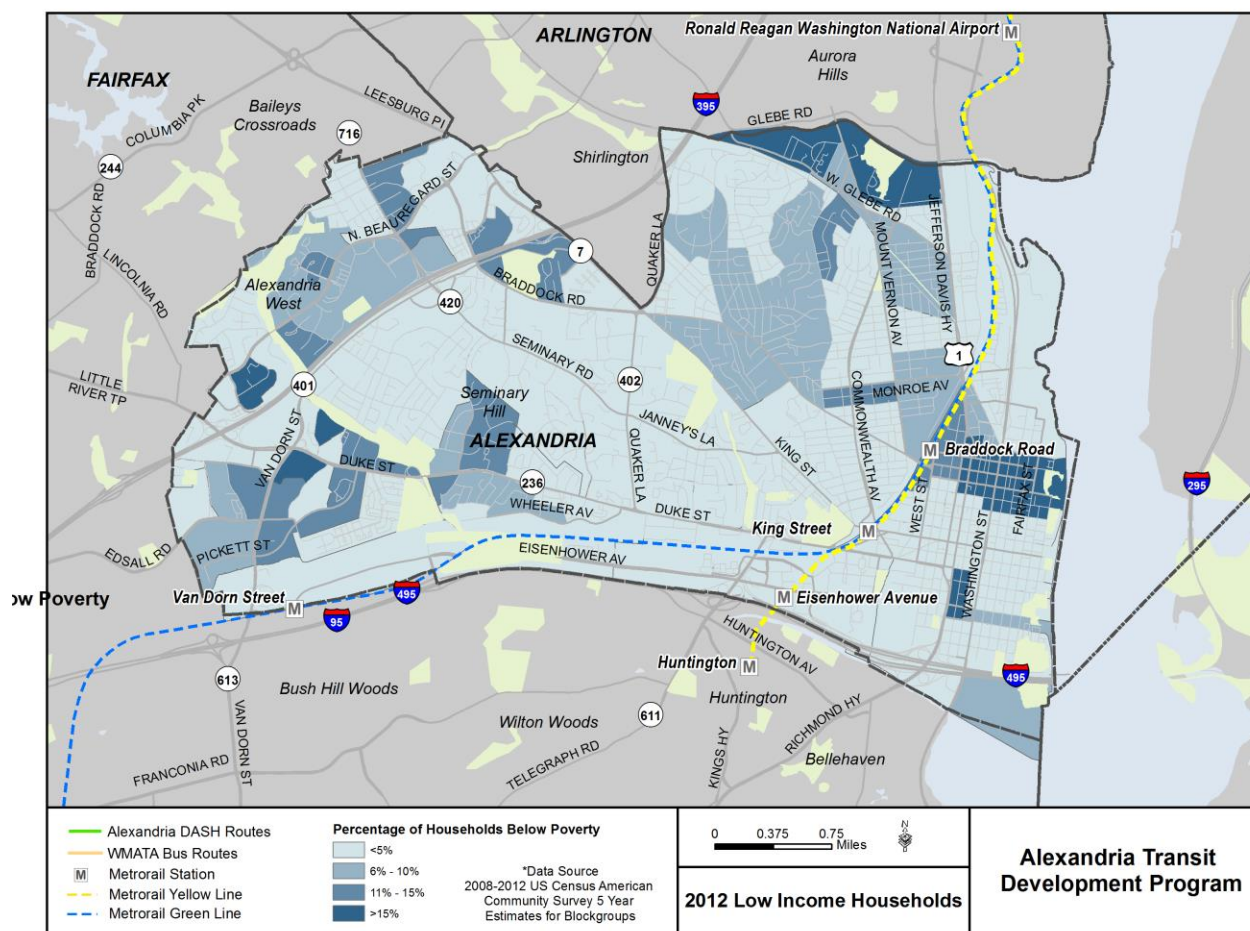 Ronald Reagan Washington National Airport
M
ARLINGTON
Aurora
Hills
FAIRFAX
Baileys
Crossroads
COLUMBIA PK
LEESBURG PI
395
GLEBE RD
716
244
Shirlington
BRADDOCK RD
N. BEAUREGARD ST
W. GLEBE RD
QUAKER LA
JEFFERSON DAVIS HY
MOUNT VERNON AV
7
LINCOLNIA RD
Alexandria
West
BRADDOCK RD
420
SEMINARY RD
1
LITTLE
RIVER TP
401
402
COMMONWEALTH AV
MONROE AV
Seminary
Hill
VAN DORN ST
JANNEY'S LA
ALEXANDRIA
QUAKER LA
KING ST
M
Braddock Road
DUKE ST
236
WHEELER AV
DUKE ST
WEST ST
FAIRFAX ST
295
King Street
M
EDSALL RD
PICKETT ST
EISENHOWER AV
WASHINGTON ST
ow Poverty
Van Dorn Street
M
495
95
M
Eisenhower Avenue
HUNTINGTON AV
Huntington
M
495
613
Bush Hill Woods
Huntington
VAN DORN ST
Wilton Woods
611
KINGS HY
RICHMOND HY
TELEGRAPH RD
Bellehaven
FRANCONIA RD
Alexandria DASH Routes
WMATA Bus Routes
M
Metrorail Station
Metrorail Yellow Line
Metrorail Green Line
Percentage of Households Below Poverty
<5%
6% - 10%
11% - 15%
>15%
*Data Source
2008-2012 US Census American
Community Survey 5 Year
Estimates for Blockgroups
0 0.375 0.75
Miles
N
2012 Low Income Households
Alexandria Transit
Development Program